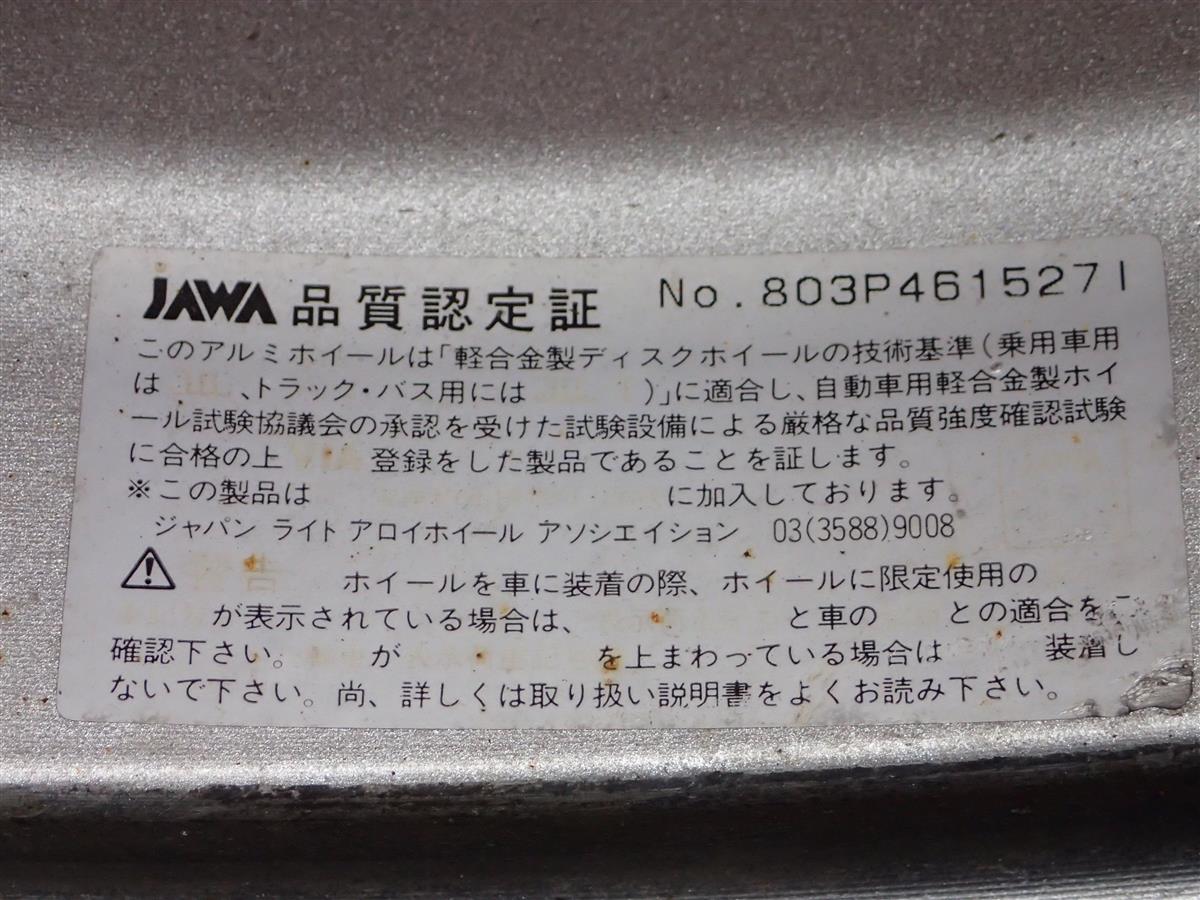 JAWA 品質認定証 No.803P4615271
このアルミホイールは「軽合金製ディスクホイールの技術基準(乗用車用
は 、トラック・バス用には )」に適合し、自動車用軽合金製ホイ
ール試験協議会の承認を受けた試験設備による厳格な品質強度確認試験
に合格の上 登録をした製品であることを証します。
※この製品は に加入しております。
ジャパン ライト アロイホイール アソシエイション 03(3588)9008
ホイールを車に装着の際、ホイールに限定使用の
が表示されている場合は、 と車の との適合をご
確認下さい。 が を上まわっている場合は 装着し
ないで下さい。尚、詳しくは取り扱い説明書をよくお読み下さい。